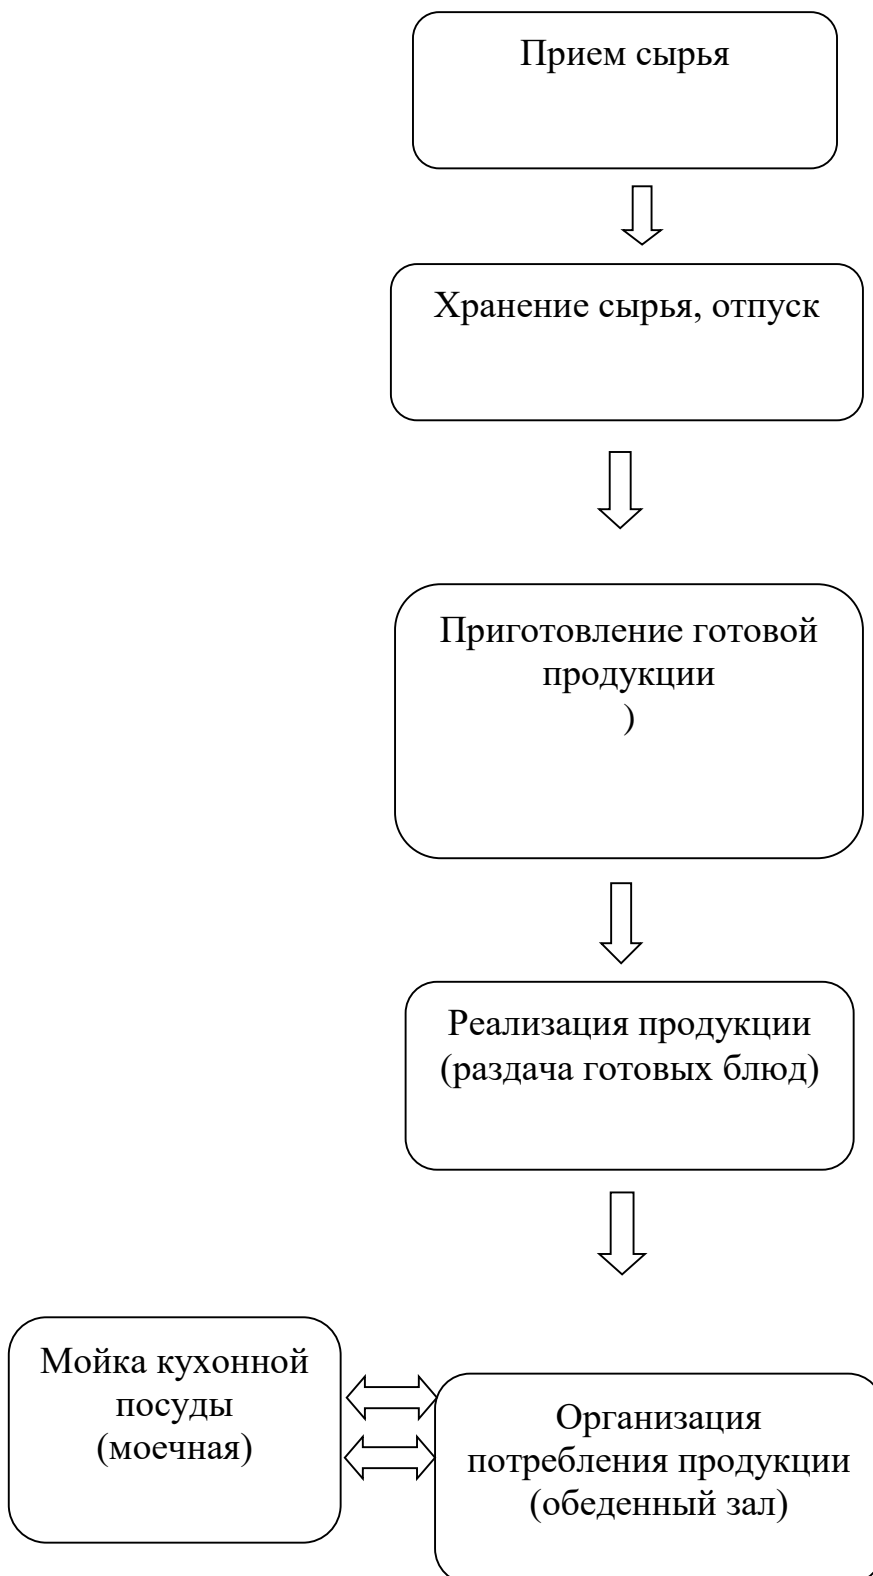 Прием сырья
Хранение сырья, отпуск
Приготовление готовой
продукции
)
Реализация продукции
(раздача готовых блюд)
Мойка кухонной
посуды
(моечная)
Организация
потребления продукции
(обеденный зал)